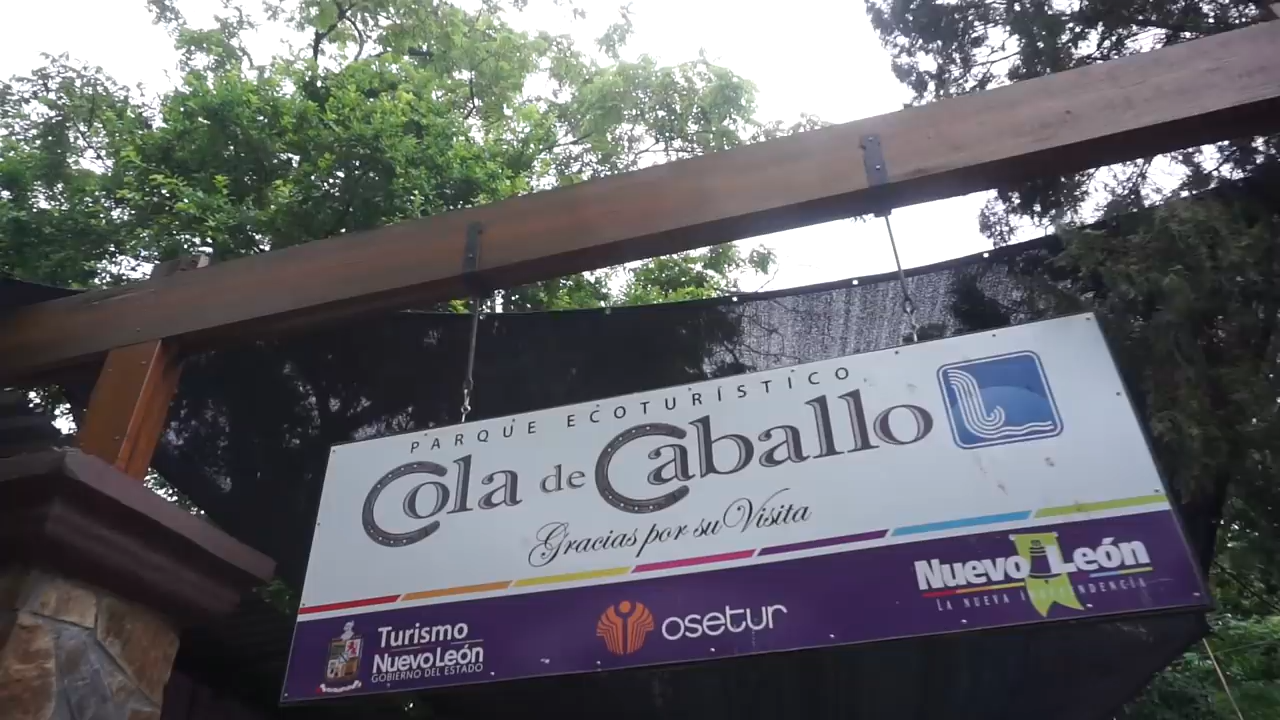 PARQUE ECOTURÍSTICO
Cola de Caballo
Gracias por su Visita
Turismo
Nuevo León
GOBIERNO DEL ESTADO
osetur
Nuevo León
LA NUEVA